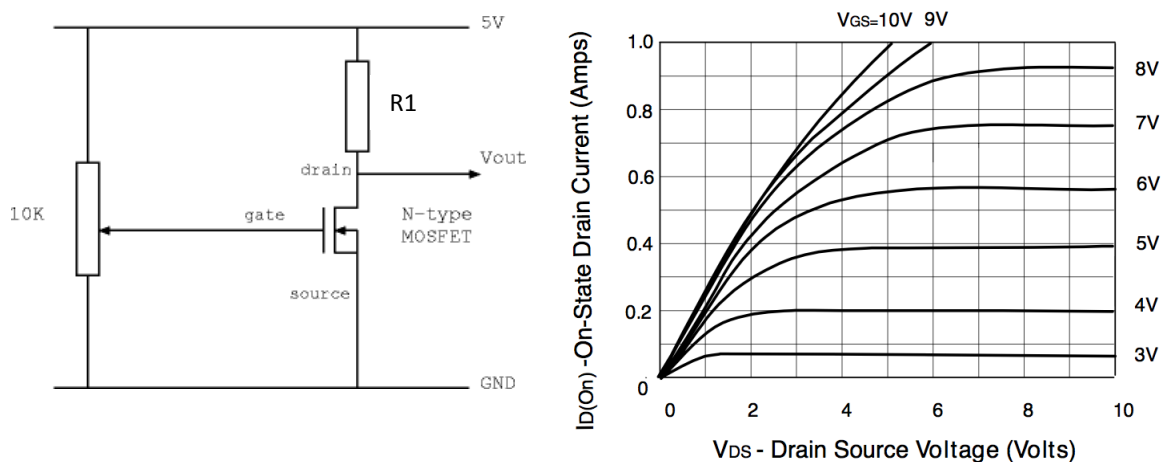 5V
R1
Vout
drain
10K
gate
N-type
MOSFET
source
GND
VGS=10V 9V
ID(On) -On-State Drain Current (Amps)
1.0
0.8
0.6
0.4
0.2
0
8V
7V
6V
5V
4V
3V
0 2 4 6 8 10
VDS - Drain Source Voltage (Volts)